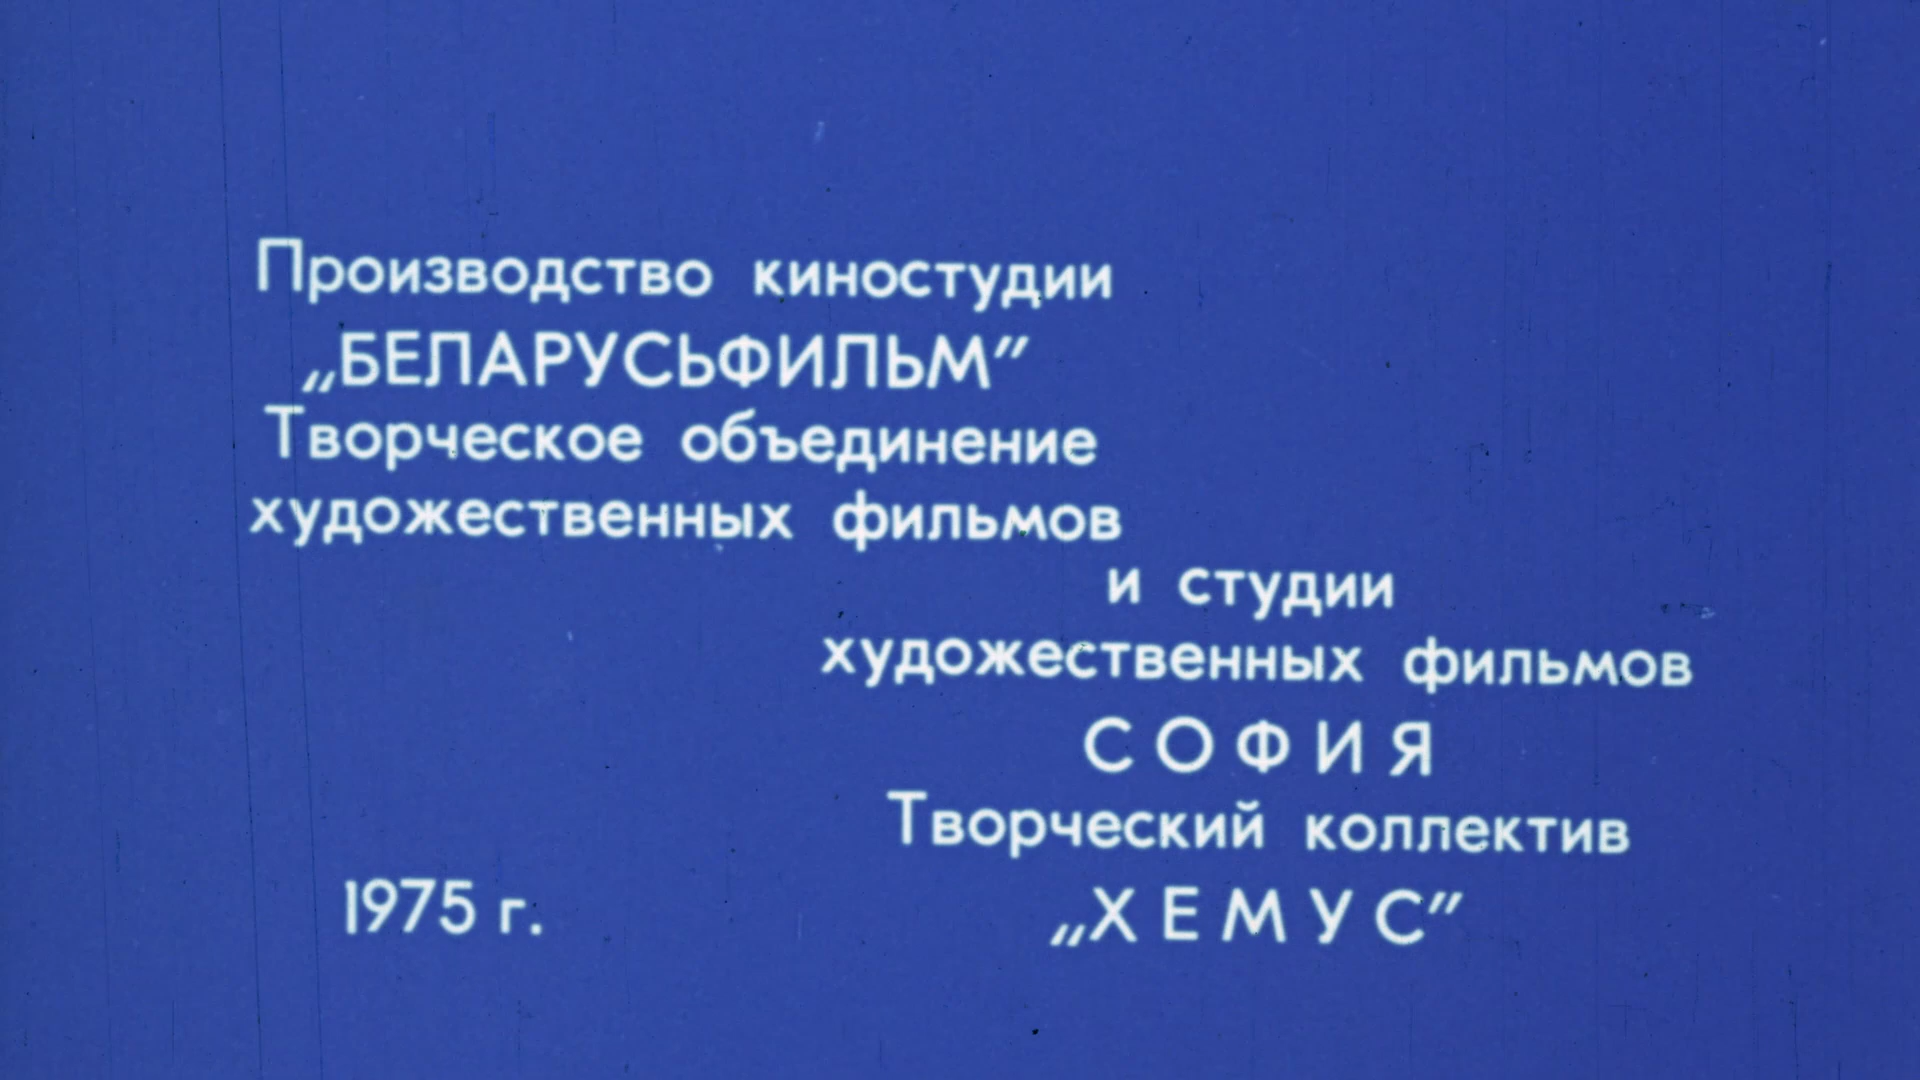 Производство киностудии
„БЕЛАРУСЬФИЛЬМ”
Творческое объединение
художественных фильмов
и студии
художественных фильмов
СОФИЯ
Творческий коллектив
„ХЕМУС”
1975 г.